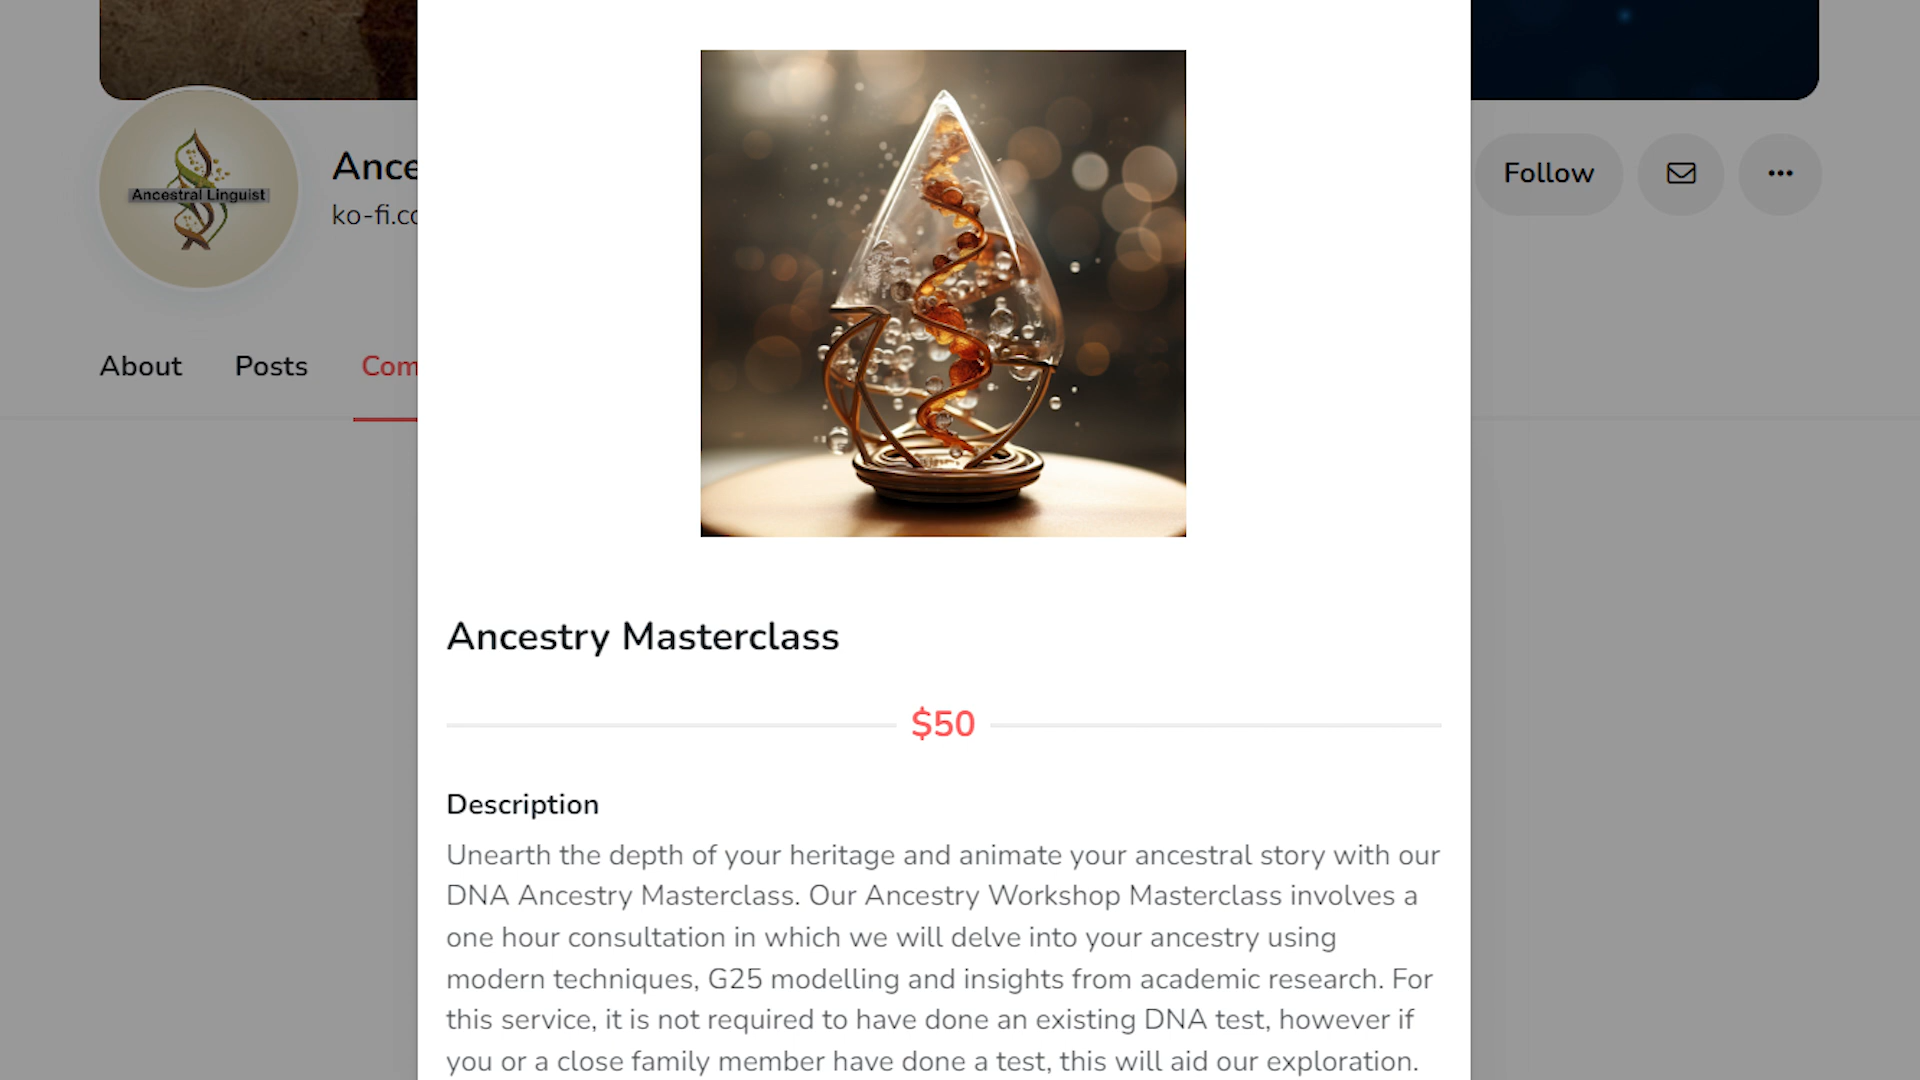 Ancestral Linguist
Ance
ko-fi.co
Follow
About
Posts
Com
Ancestry Masterclass
$50
Description
Unearth the depth of your heritage and animate your ancestral story with our
DNA Ancestry Masterclass. Our Ancestry Workshop Masterclass involves a
one hour consultation in which we will delve into your ancestry using
modern techniques, G25 modelling and insights from academic research. For
this service, it is not required to have done an existing DNA test, however if
you or a close family member have done a test, this will aid our exploration.